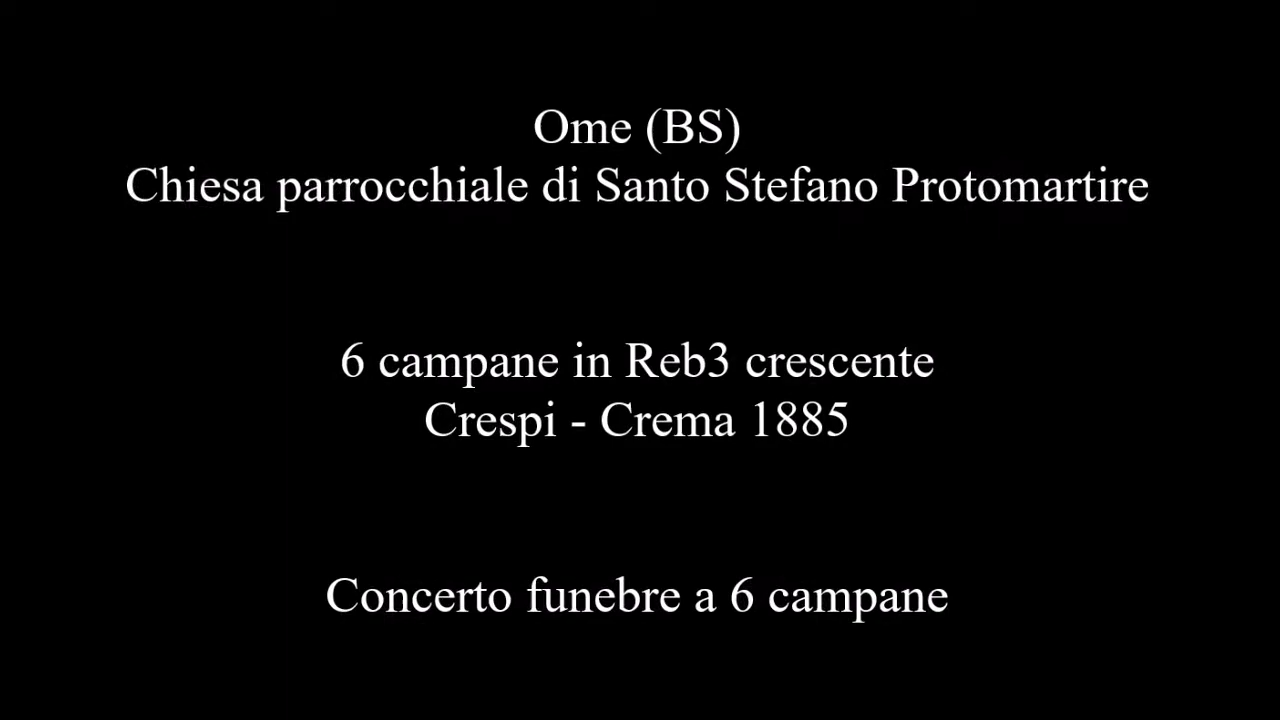 Ome (BS)
Chiesa parrocchiale di Santo Stefano Protomartire
6 campane in Reb3 crescente
Crespi - Crema 1885
Concerto funebre a 6 campane